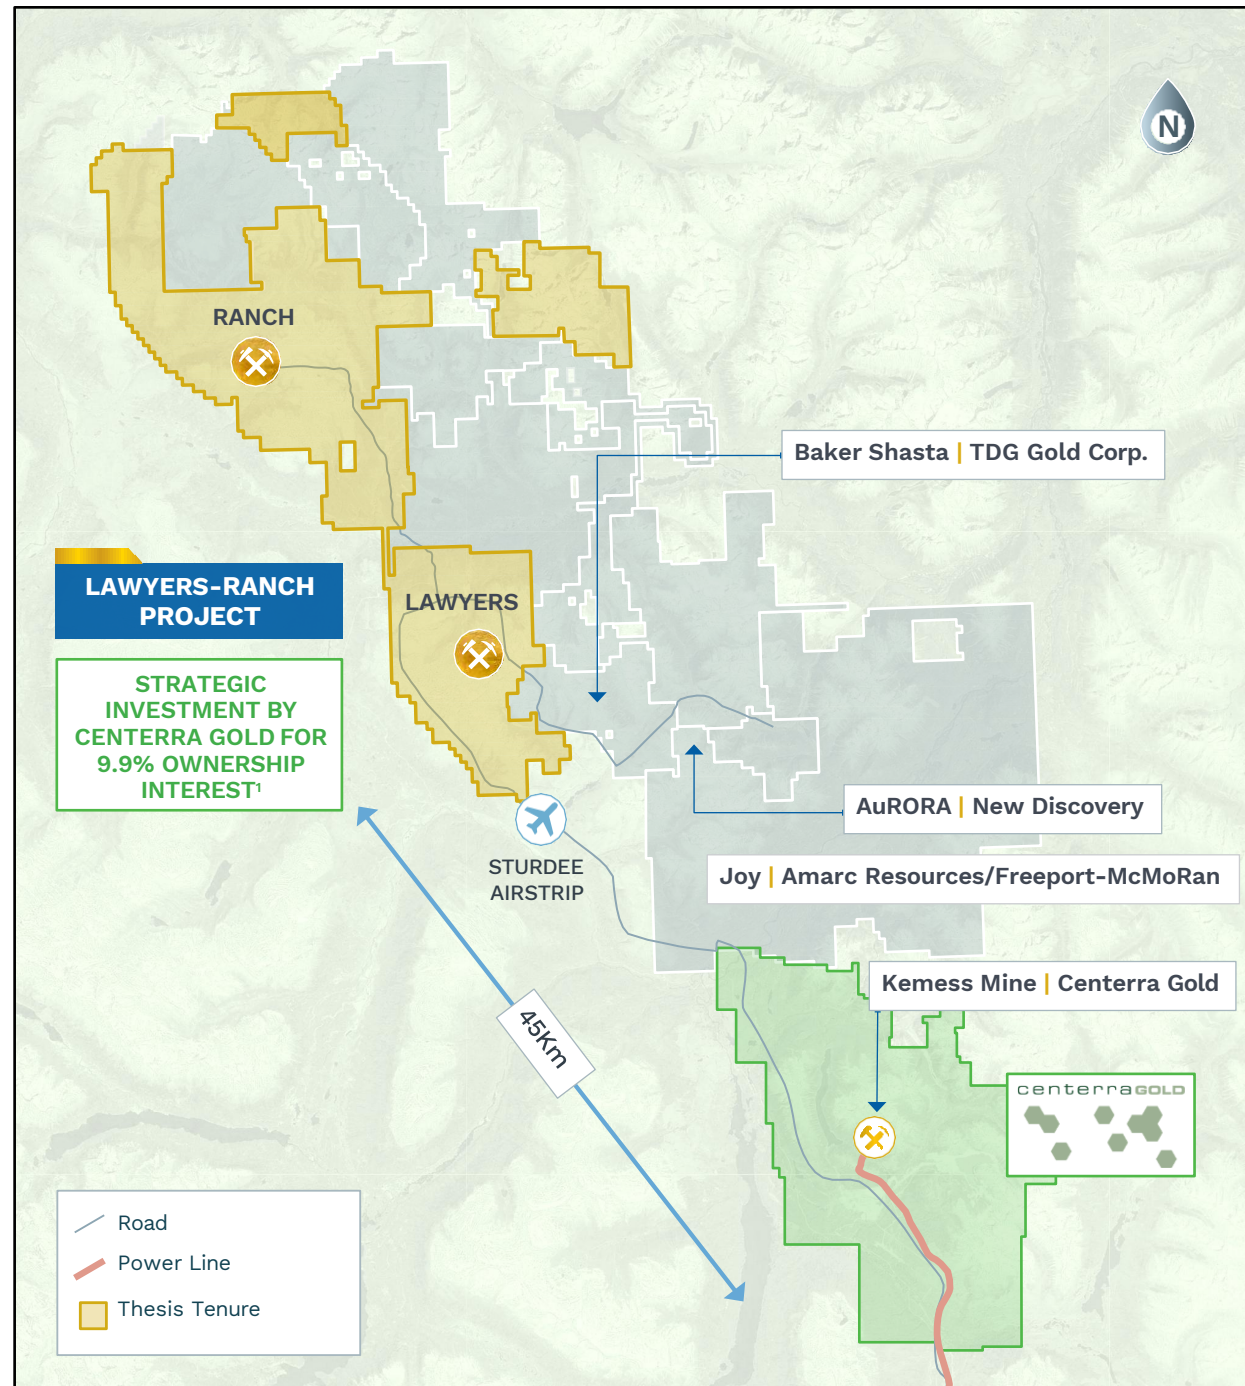 N
RANCH
Baker Shasta | TDG Gold Corp.
LAWYERS-RANCH
PROJECT
LAWYERS
STRATEGIC
INVESTMENT BY
CENTERRA GOLD FOR
9.9% OWNERSHIP
INTEREST¹
AuRORA | New Discovery
STURDEE
AIRSTRIP
Joy | Amarc Resources/Freeport-McMoRan
Kemess Mine | Centerra Gold
45Km
centerraGOLD
Road
Power Line
Thesis Tenure